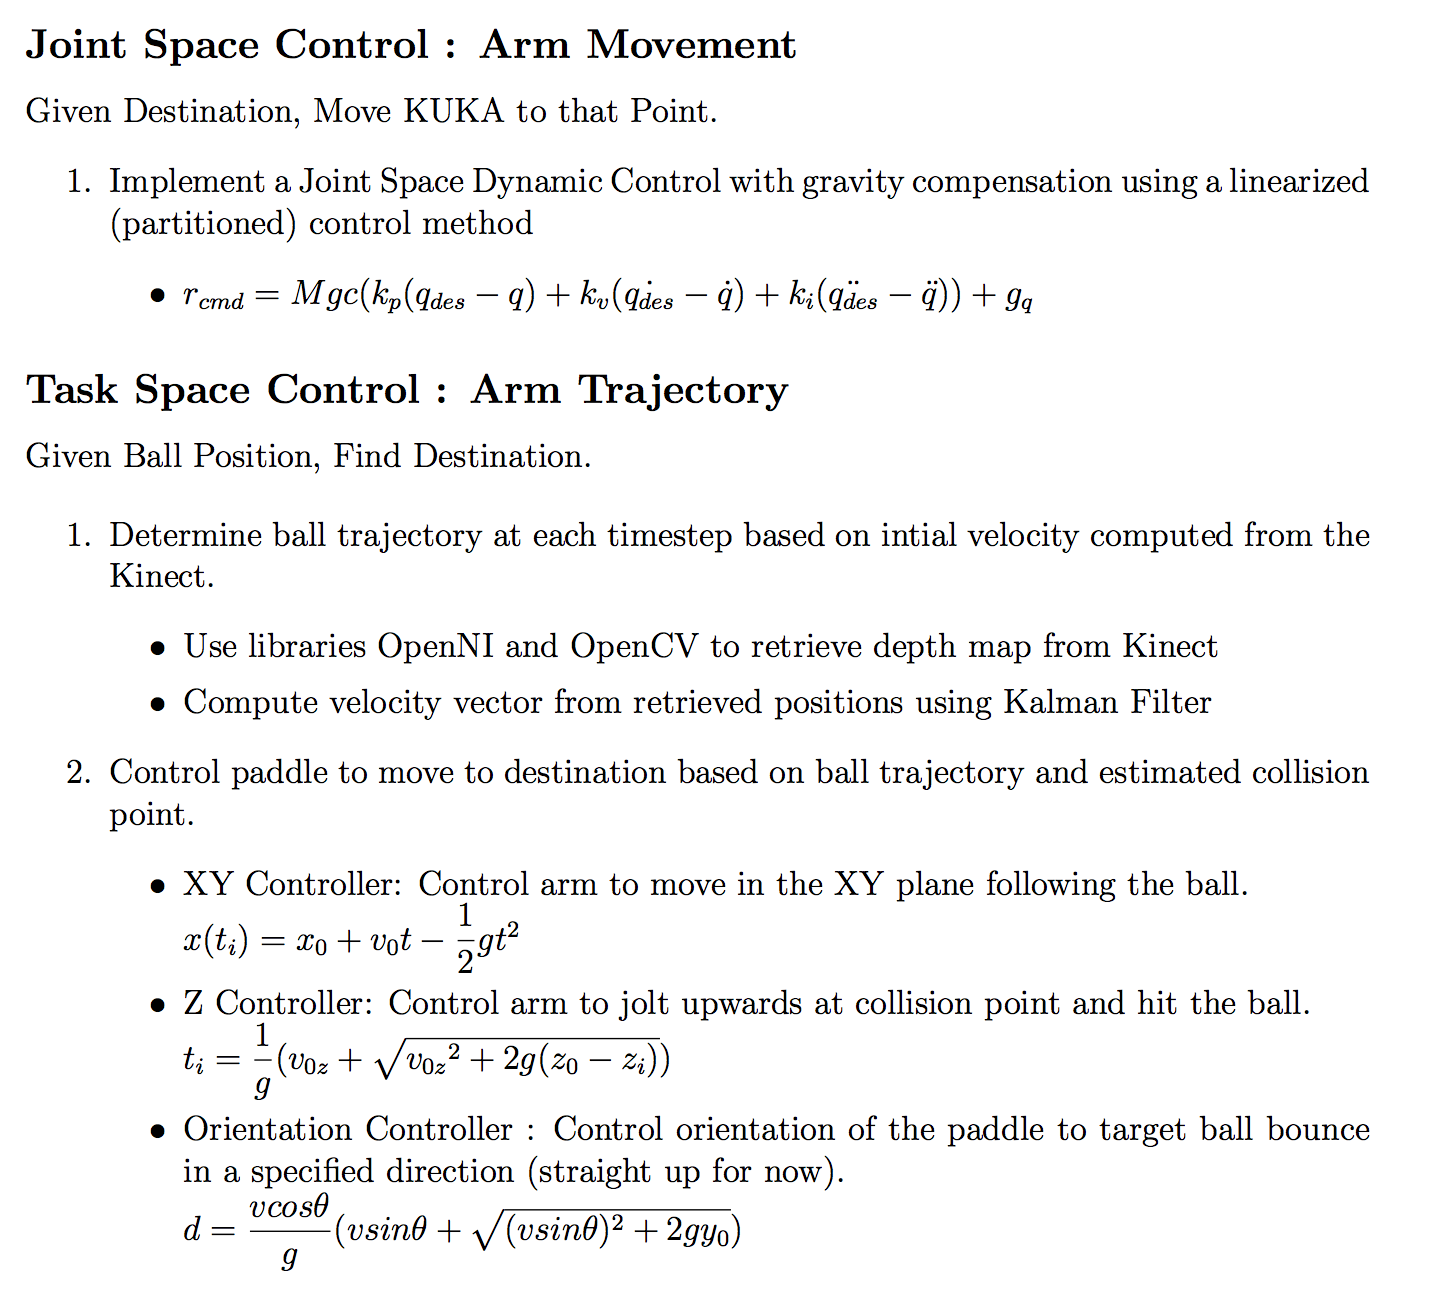 Joint Space Control : Arm Movement
Given Destination, Move KUKA to that Point.
1. Implement a Joint Space Dynamic Control with gravity compensation using a linearized
(partitioned) control method
• r_{cmd} = Mgc(k_p(q_{des} − q) + k_v(\dot{q_{des}} − \dot{q}) + k_i(\ddot{q_{des}} − \ddot{q})) + g_q
Task Space Control : Arm Trajectory
Given Ball Position, Find Destination.
1. Determine ball trajectory at each timestep based on intial velocity computed from the
Kinect.
• Use libraries OpenNI and OpenCV to retrieve depth map from Kinect
• Compute velocity vector from retrieved positions using Kalman Filter
2. Control paddle to move to destination based on ball trajectory and estimated collision
point.
• XY Controller: Control arm to move in the XY plane following the ball.
x(t_i) = x_0 + v_0t − \frac{1}{2}gt^2
• Z Controller: Control arm to jolt upwards at collision point and hit the ball.
t_i = \frac{1}{g}(v_{0z} + \sqrt{v_{0z}^2 + 2g(z_0 − z_i)})
• Orientation Controller : Control orientation of the paddle to target ball bounce
in a specified direction (straight up for now).
d = \frac{vcosθ}{g}(vsinθ + \sqrt{(vsinθ)^2 + 2gy_0})